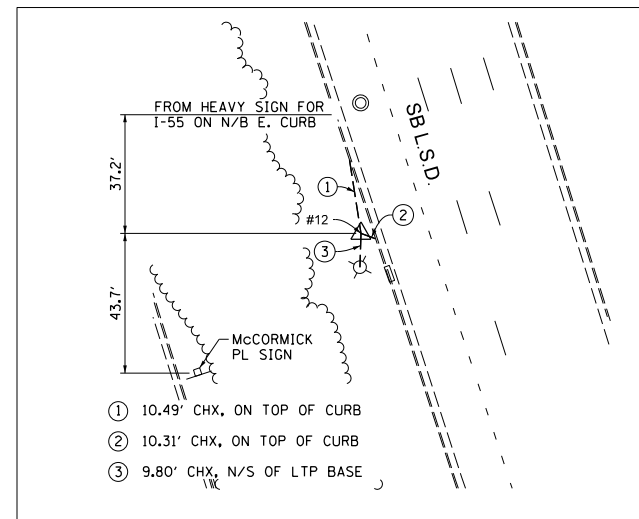 FROM HEAVY SIGN FOR
I-55 ON N/B E. CURB
SB L.S.D.
37.2'
1
#12
2
3
43.7'
McCORMICK
PL SIGN
1 10.49' CHX, ON TOP OF CURB
2 10.31' CHX, ON TOP OF CURB
3 9.80' CHX, N/S OF LTP BASE